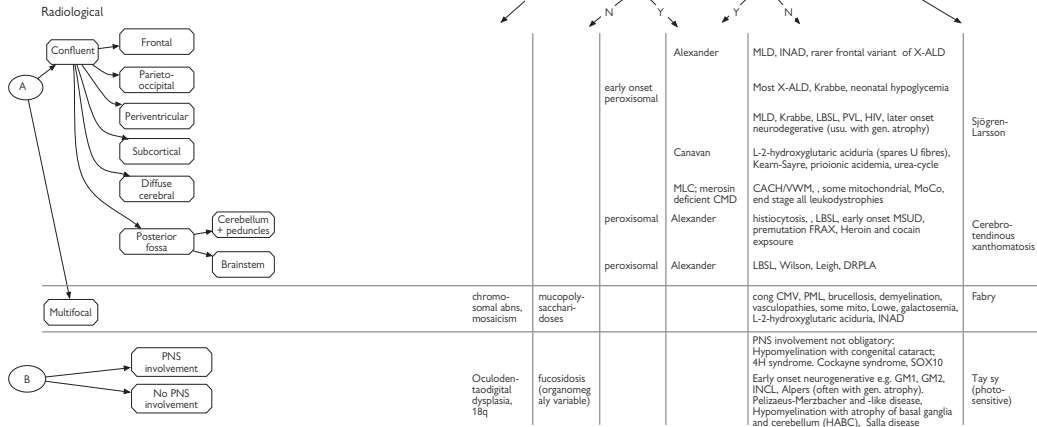 Radiological
N
Y
Y
N
A
Confluent
Frontal
Parieto-
occipital
Periventricular
Subcortical
Diffuse
cerebral
Posterior
fossa
Cerebellum
+ peduncles
Brainstem
Multifocal
B
PNS
involvement
No PNS
involvement
Alexander
MLD, INAD, rarer frontal variant of X-ALD
early onset
peroxisomal
Most X-ALD, Krabbe, neonatal hypoglycemia
MLD, Krabbe, LBSL, PVL, HIV, later onset
neurodegerative (usu. with gen. atrophy)
Sjögren-
Larsson
Canavan
L-2-hydroxyglutaric aciduria (spares U fibres),
Kearn-Sayre, prioionic acidemia, urea-cycle
MLC; merosin
deficient CMD
CACH/VWM, , some mitochondrial, MoCo,
end stage all leukodystrophies
peroxisomal
Alexander
histiocytosis, , LBSL, early onset MSUD,
premutation FRAX, Heroin and cocain
expsoure
Cerebro-
tendinous
xanthomatosis
peroxisomal
Alexander
LBSL, Wilson, Leigh, DRPLA
chromo-
somal abns,
mosaicism
mucopoly-
sacchari-
doses
cong CMV, PML, brucellosis, demyelination,
vasculopathies, some mito, Lowe, galactosemia,
L-2-hydroxyglutaric aciduria, INAD
Fabry
PNS involvement not obligatory:
Hypomyelination with congenital cataract;
4H syndrome. Cockayne syndrome, SOX10
Oculoden-
taodigital
dysplasia,
18q
fucosidosis
(organomeg
aly variable)
Early onset neurogenerative e.g. GM1, GM2,
INCL, Alpers (often with gen. atrophy).
Pelizaeus-Merzbacher and -like disease,
Hypomyelination with atrophy of basal ganglia
and cerebellum (HABC), Salla disease
Tay sy
(photo-
sensitive)